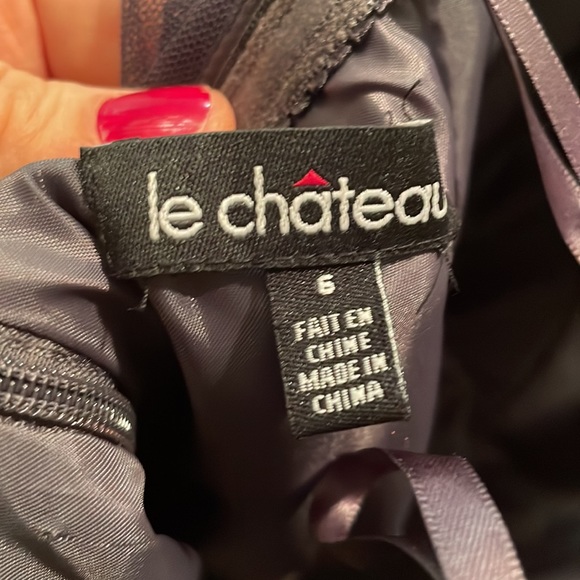 le château
6
FAIT EN
CHINE
MADE IN
CHINA